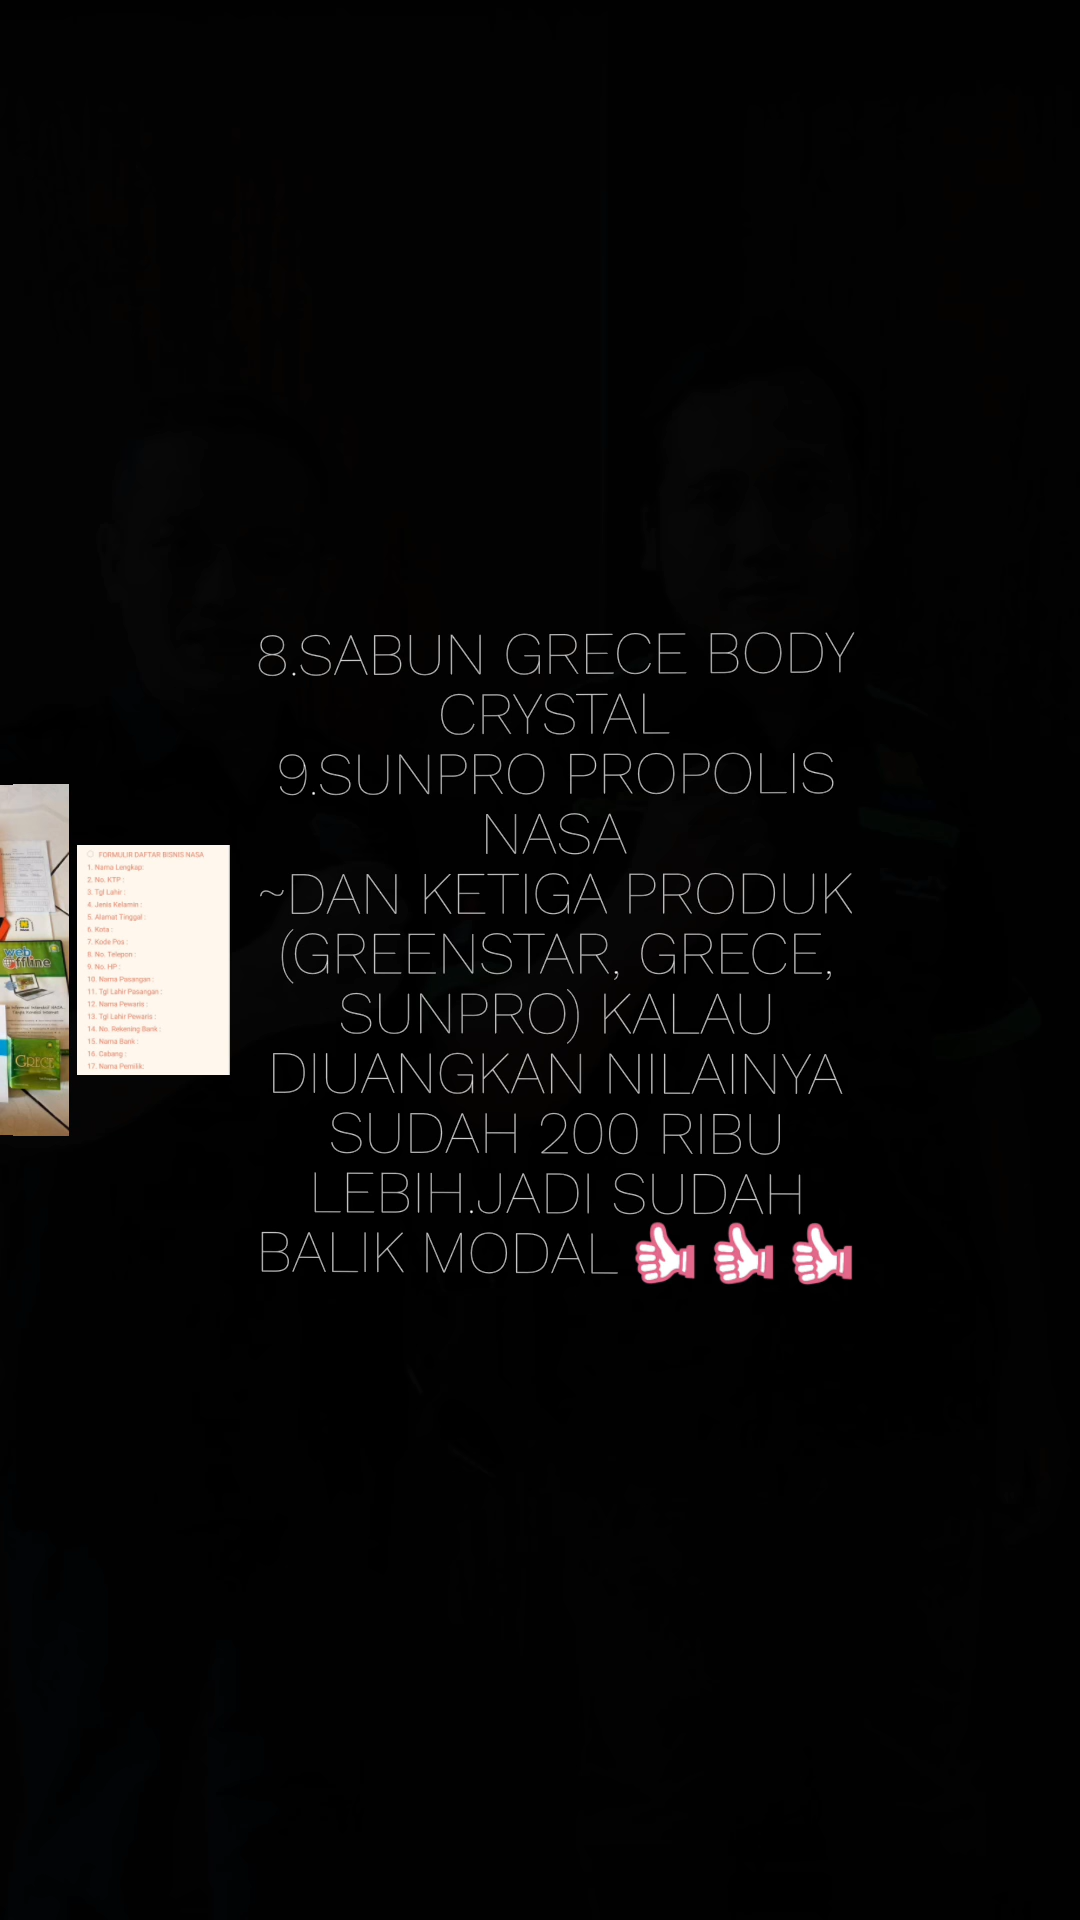 8.SABUN GRECE BODY
CRYSTAL
9.SUNPRO PROPOLIS
NASA
~DAN KETIGA PRODUK
(GREENSTAR, GRECE,
SUNPRO) KALAU
DIUANGKAN NILAINYA
SUDAH 200 RIBU
LEBIH.JADI SUDAH
BALIK MODAL
FORMULIR DAFTAR BISNIS NASA
1. Nama Lengkap:
2. No. KTP :
3. Tgl Lahir :
4. Jenis Kelamin :
5. Alamat Tinggal :
6. Kota :
7. Kode Pos :
8. No. Telepon :
9. No. HP :
10. Nama Pasangan :
11. Tgl Lahir Pasangan :
12. Nama Pewaris :
13. Tgl Lahir Pewaris :
14. No. Rekening Bank :
15. Nama Bank :
16. Cabang :
17. Nama Pemilik:
web
offline
GRECE